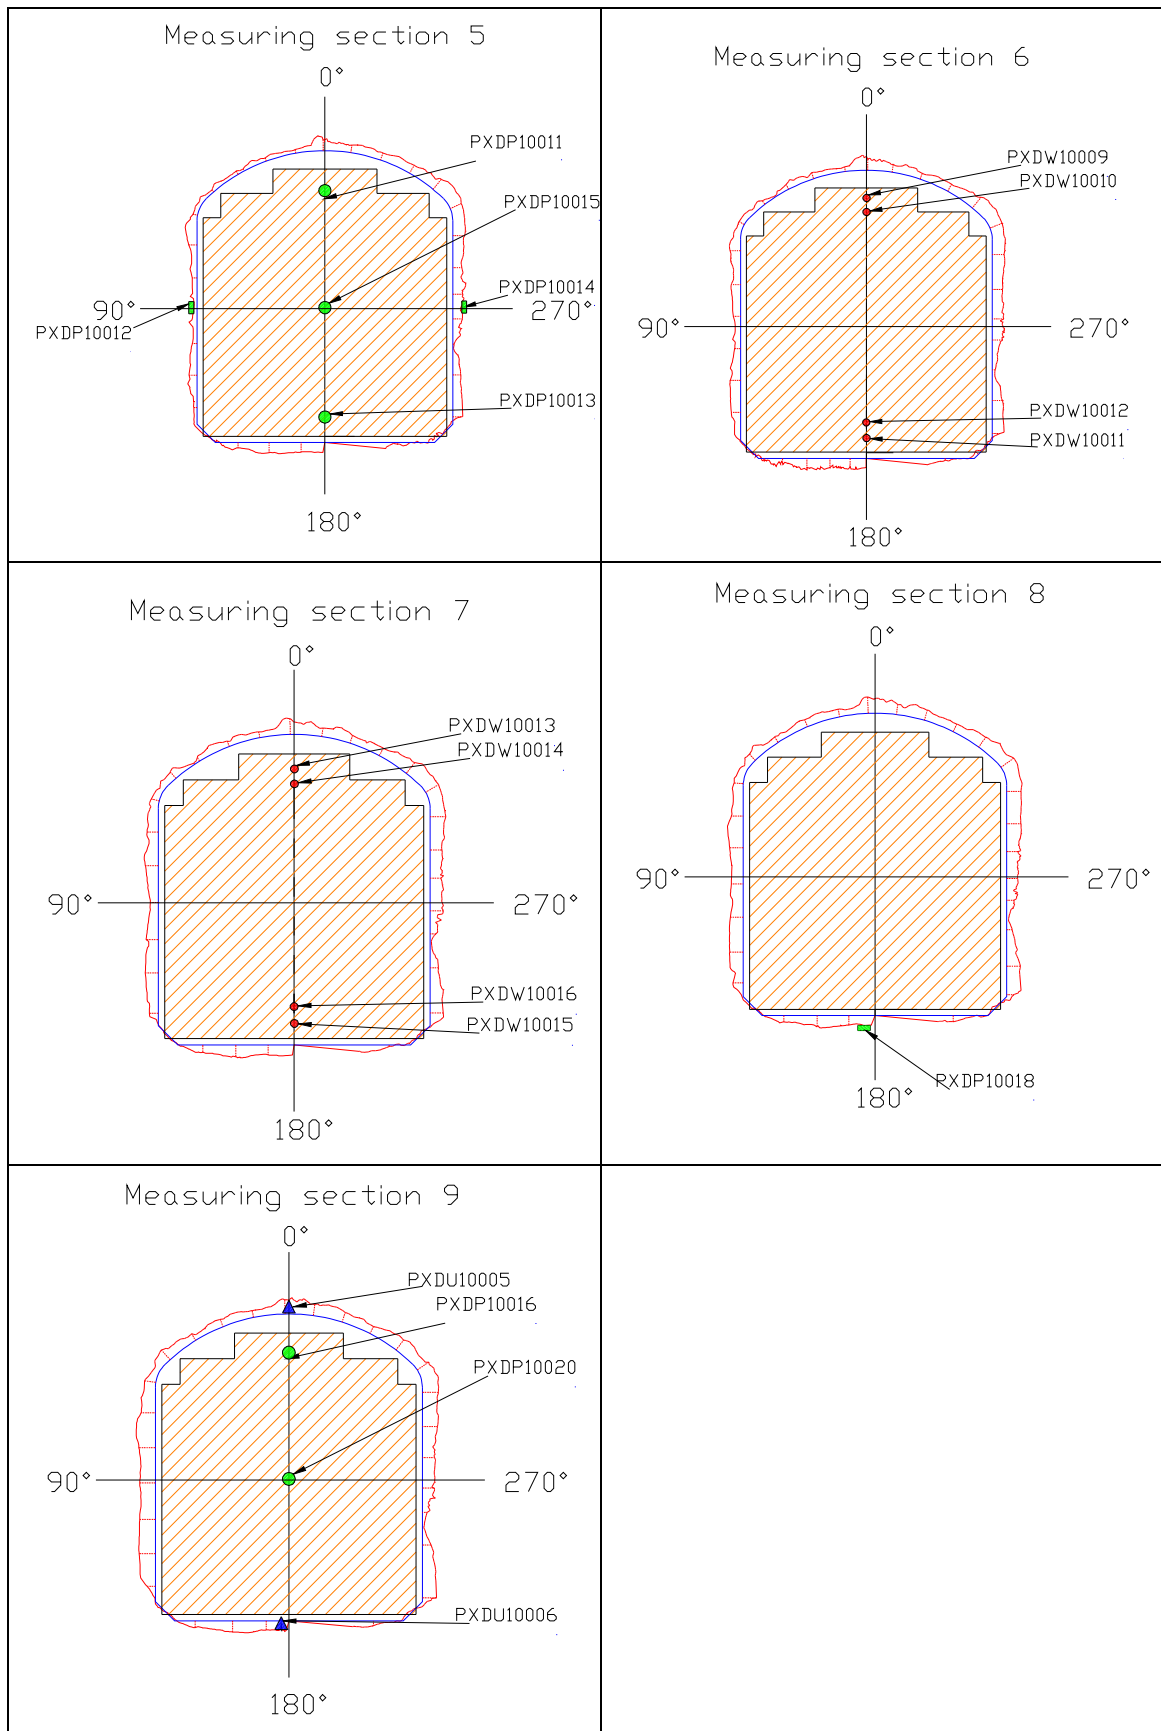 Measuring section 5
0°
PXDP10011
PXDP10015
PXDP10014
90°
270°
PXDP10012
PXDP10013
180°
Measuring section 6
0°
PXDW10009
PXDW10010
90°
270°
PXDW10012
PXDW10011
180°
Measuring section 7
0°
PXDW10013
PXDW10014
90°
270°
PXDW10016
PXDW10015
180°
Measuring section 8
0°
90°
270°
PXDP10018
180°
Measuring section 9
0°
PXDU10005
PXDP10016
PXDP10020
90°
270°
PXDU10006
180°